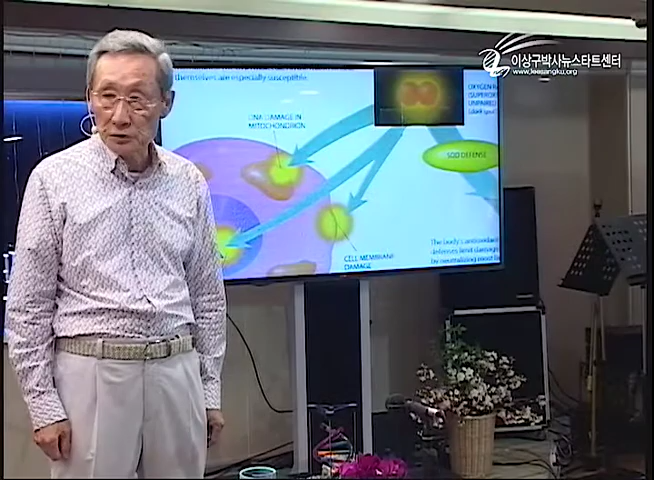 이상구박사뉴스타트센터
www.leesangku.org
themselves are especially susceptible.
DNA DAMAGE IN
MITOCHONDRION
OXYGEN
(SUPEROX
UNPAIRED
SOD DEFENSE
CELL MEMBRANE
DAMAGE
The body's antioxidant
defenses limit damage
by neutralizing most